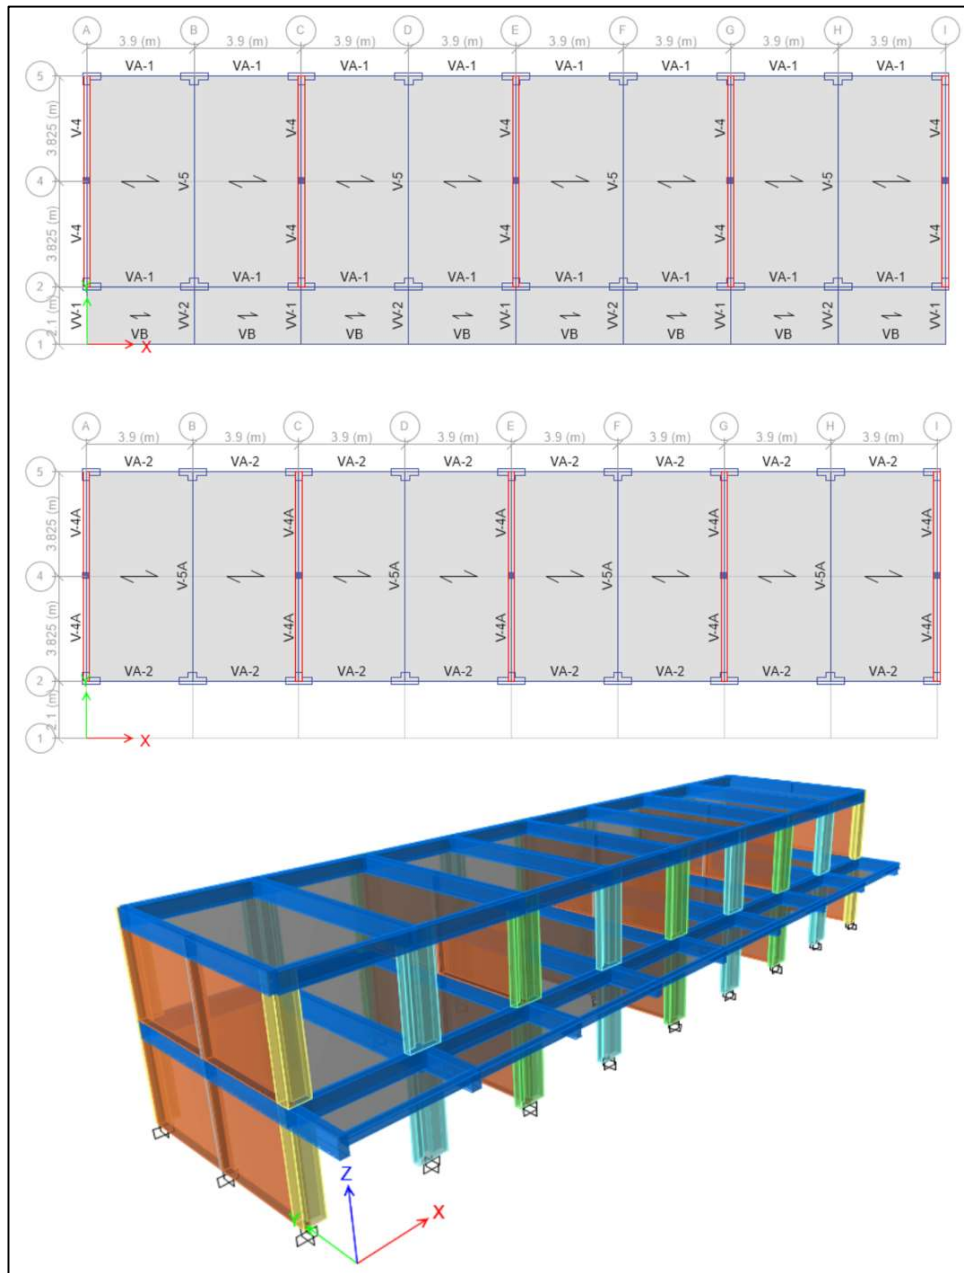 A B C D E F G H I
3.9 (m) 3.9 (m) 3.9 (m) 3.9 (m) 3.9 (m) 3.9 (m) 3.9 (m) 3.9 (m)
VA-1 VA-1 VA-1 VA-1 VA-1 VA-1 VA-1 VA-1
5
3.825 (m) V-4 V-4 V-4 V-4 V-4
4 V-5 V-5 V-5 V-5
3.825 (m) V-4 V-4 V-4 V-4 V-4
VA-1 VA-1 VA-1 VA-1 VA-1 VA-1 VA-1 VA-1
2
2.1 (m) VV-1 VV-2 VV-1 VV-2 VV-1 VV-2 VV-1 VV-2 VV-1
VB VB VB VB VB VB VB VB
1 X
A B C D E F G H I
3.9 (m) 3.9 (m) 3.9 (m) 3.9 (m) 3.9 (m) 3.9 (m) 3.9 (m) 3.9 (m)
VA-2 VA-2 VA-2 VA-2 VA-2 VA-2 VA-2 VA-2
5
3.825 (m) V-4A V-4A V-4A V-4A V-4A
4 V-5A V-5A V-5A V-5A
3.825 (m) V-4A V-4A V-4A V-4A V-4A
VA-2 VA-2 VA-2 VA-2 VA-2 VA-2 VA-2 VA-2
2
2.1 (m)
1 X
Z
X